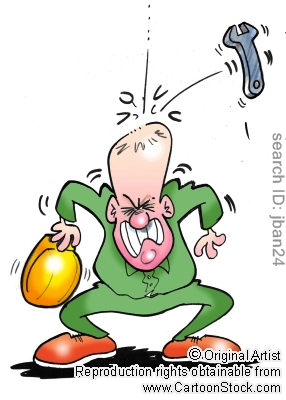 search ID: jban24
© Original Artist
Reproduction rights obtainable from
www.CartoonStock.com